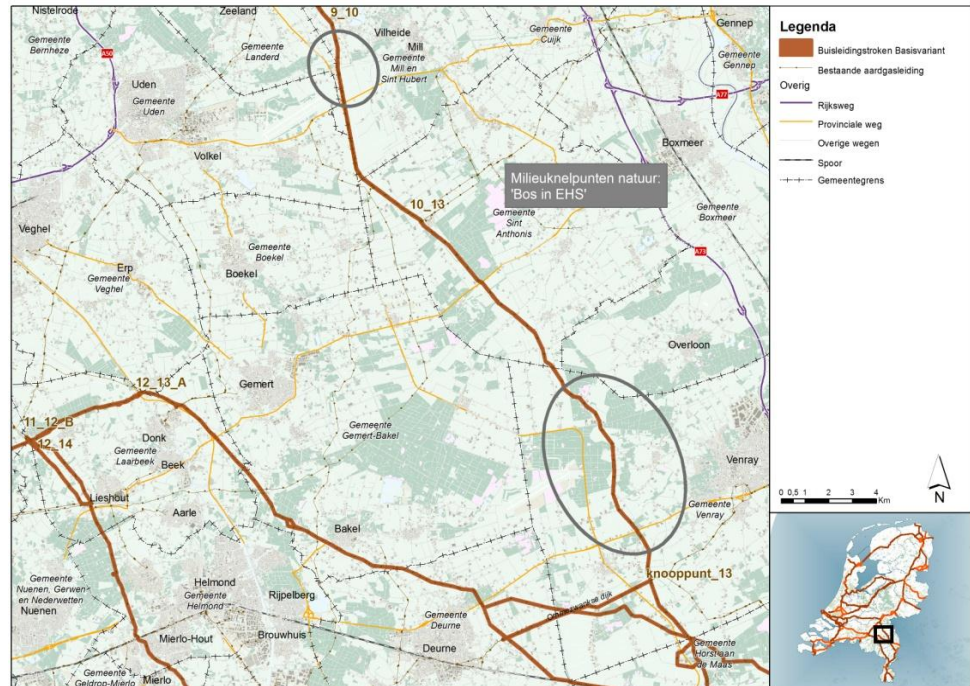 Nistelrode
Zeeland
9_10
Vilheide
Mill
Gemeente
Mill en
Sint Hubert
Gemeente
Cuijk
Gennep
Gemeente
Gennep
Gemeente
Bernheze
A50
Gemeente
Landerd
Uden
Gemeente
Uden
A77
Volkel
Boxmeer
Milieuknelpunten natuur:
'Bos in EHS'
10_13
Gemeente
Sint
Anthonis
Gemeente
Boxmeer
A73
Veghel
Erp
Gemeente
Veghel
Gemeente
Boekel
Boekel
Overloon
12_13_A
Gemert
11_12_B
12_14
Donk
Gemeente
Laarbeek
Beek
Gemeente
Gemert-Bakel
Venray
Lieshout
Aarle
Bakel
Gemeente
Venray
knooppunt_13
Gemeente
Nuenen, Gerwen
en Nederwetten
Nuenen
Helmond
Gemeente
Helmond
Rijpelberg
Brouwhuis
Gemeente
Deurne
Deurne
Mierlo-Hout
Gemeente
Geldrop-Mierlo
Mierlo
Gemeente
Horst aan
de Maas
Legenda
Buisleidingstroken Basisvariant
Bestaande aardgasleiding
Overig
Rijksweg
Provinciale weg
Overige wegen
Spoor
Gemeentegrens
0 0,5 1 2 3 4
Km
N